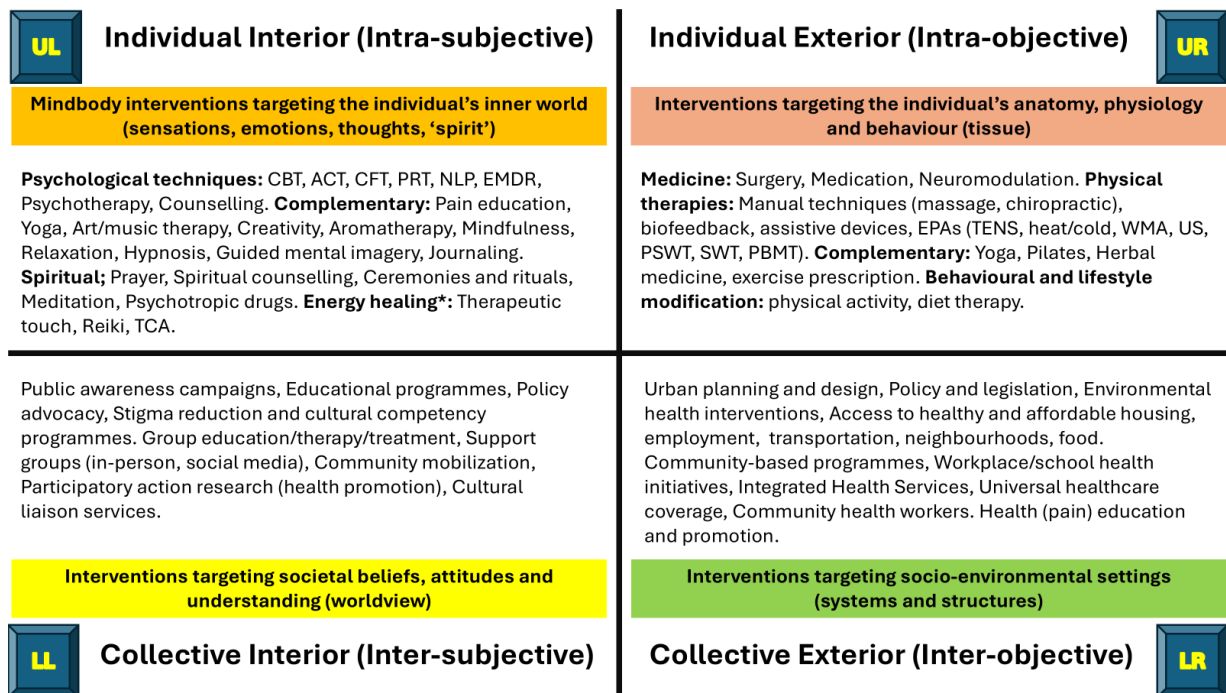 UL
Individual Interior (Intra-subjective)
Mindbody interventions targeting the individual's inner world
(sensations, emotions, thoughts, 'spirit')
Psychological techniques: CBT, ACT, CFT, PRT, NLP, EMDR,
Psychotherapy, Counselling. Complementary: Pain education,
Yoga, Art/music therapy, Creativity, Aromatherapy, Mindfulness,
Relaxation, Hypnosis, Guided mental imagery, Journaling.
Spiritual; Prayer, Spiritual counselling, Ceremonies and rituals,
Meditation, Psychotropic drugs. Energy healing*: Therapeutic
touch, Reiki, TCA.
Individual Exterior (Intra-objective)
UR
Interventions targeting the individual's anatomy, physiology
and behaviour (tissue)
Medicine: Surgery, Medication, Neuromodulation. Physical
therapies: Manual techniques (massage, chiropractic),
biofeedback, assistive devices, EPAs (TENS, heat/cold, WMA, US,
PSWT, SWT, PBMT). Complementary: Yoga, Pilates, Herbal
medicine, exercise prescription. Behavioural and lifestyle
modification: physical activity, diet therapy.
Public awareness campaigns, Educational programmes, Policy
advocacy, Stigma reduction and cultural competency
programmes. Group education/therapy/treatment, Support
groups (in-person, social media), Community mobilization,
Participatory action research (health promotion), Cultural
liaison services.
Interventions targeting societal beliefs, attitudes and
understanding (worldview)
LL
Collective Interior (Inter-subjective)
Urban planning and design, Policy and legislation, Environmental
health interventions, Access to healthy and affordable housing,
employment, transportation, neighbourhoods, food.
Community-based programmes, Workplace/school health
initiatives, Integrated Health Services, Universal healthcare
coverage, Community health workers. Health (pain) education
and promotion.
Interventions targeting socio-environmental settings
(systems and structures)
Collective Exterior (Inter-objective)
LR